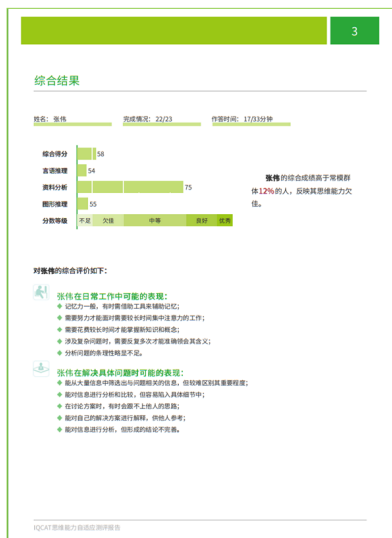 3
综合结果
姓名： 张伟 完成情况： 22/23 作答时间： 17/33分钟
综合得分 58
言语推理 54
资料分析 75
图形推理 55
分数等级 不足 欠佳 中等 良好 优秀
张伟的综合成绩高于常模群
体12%的人，反映其思维能力欠
佳。
对张伟的综合评价如下：
张伟在日常工作中可能的表现：
记忆力一般，有时需借助工具来辅助记忆；
需要努力才能面对需要较长时间集中注意力的工作；
需要花费较长时间才能掌握新知识和概念；
涉及复杂问题时，需要反复多次才能准确领会其含义；
分析问题的条理性略显不足。
张伟在解决具体问题时可能的表现：
能从大量信息中筛选出与问题相关的信息，但较难区别其重要程度；
能对信息进行分析和比较，但容易陷入具体细节中；
在讨论方案时，有时会跟不上他人的思路；
能对自己的解决方案进行解释，供他人参考；
能对信息进行分析，但形成的结论不完善。
IQCAT思维能力自适应测评报告